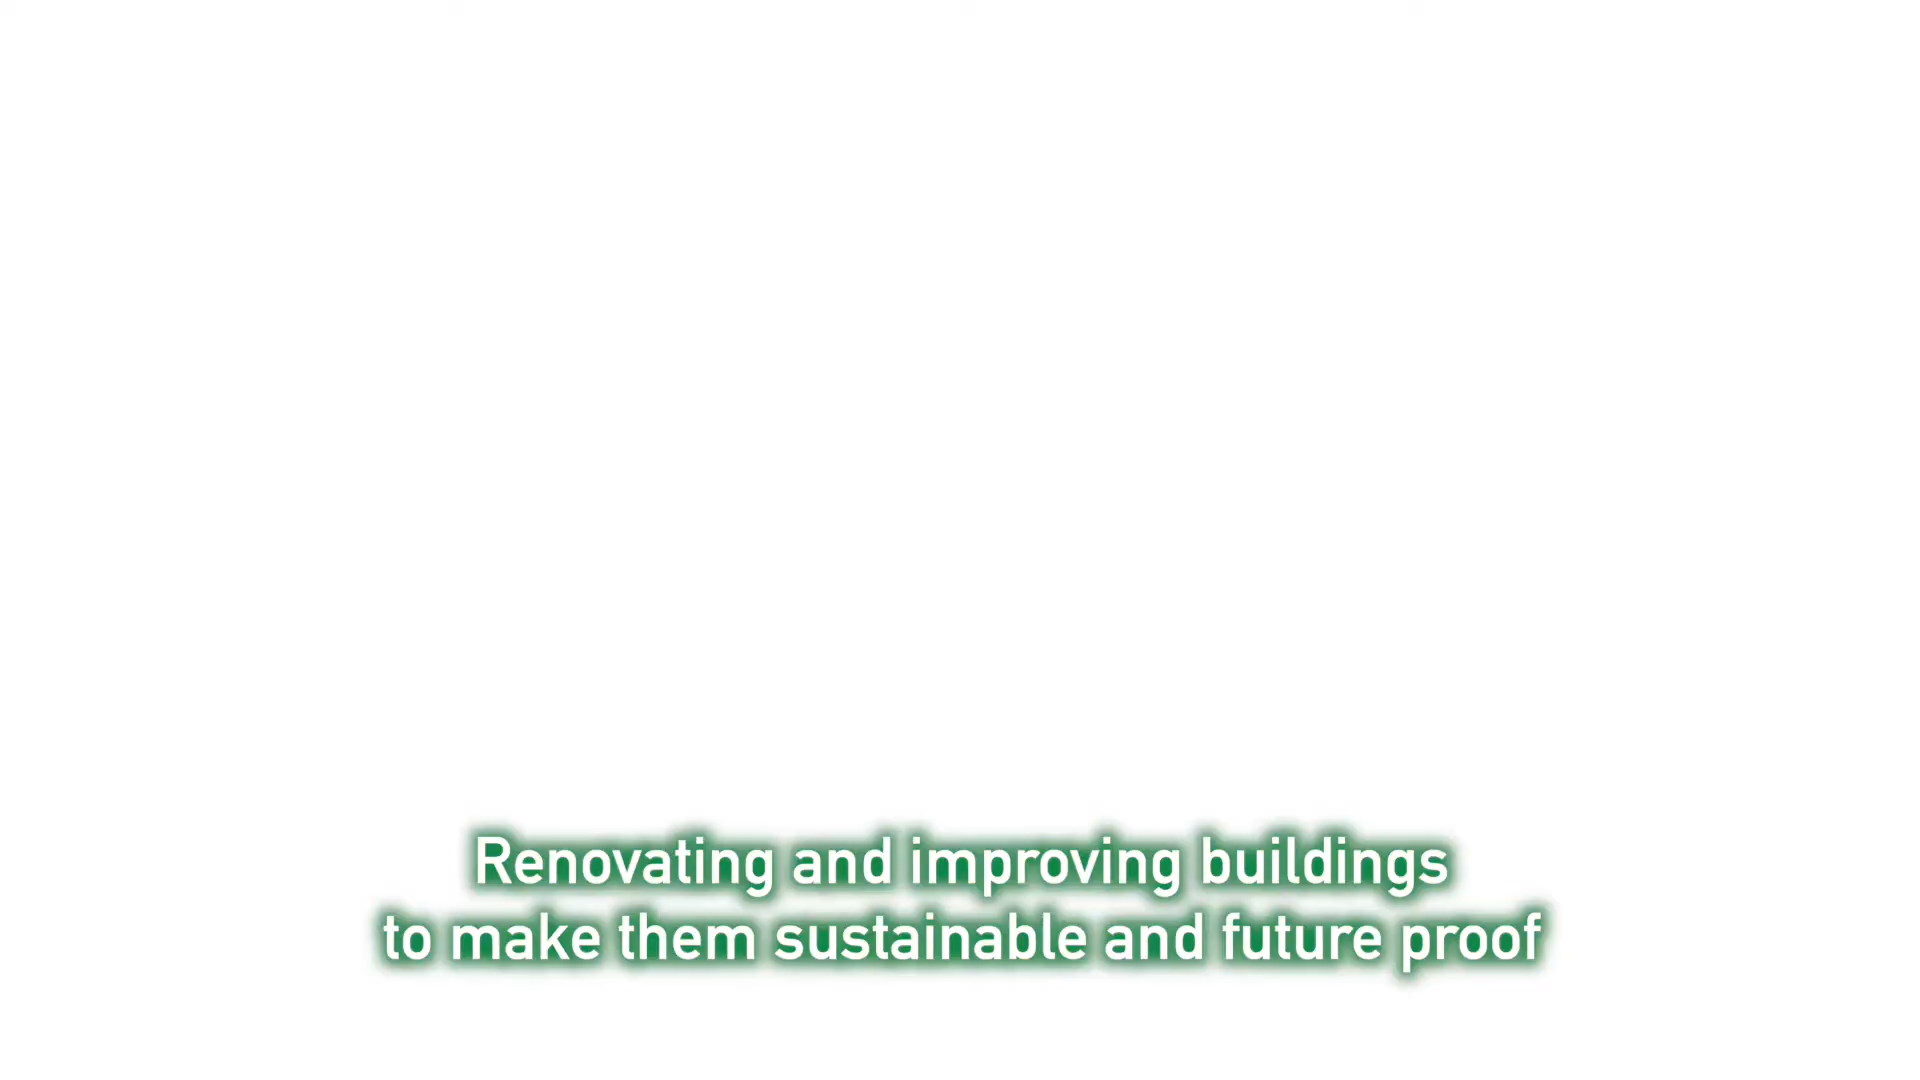 Renovating and improving buildings
to make them sustainable and future proof